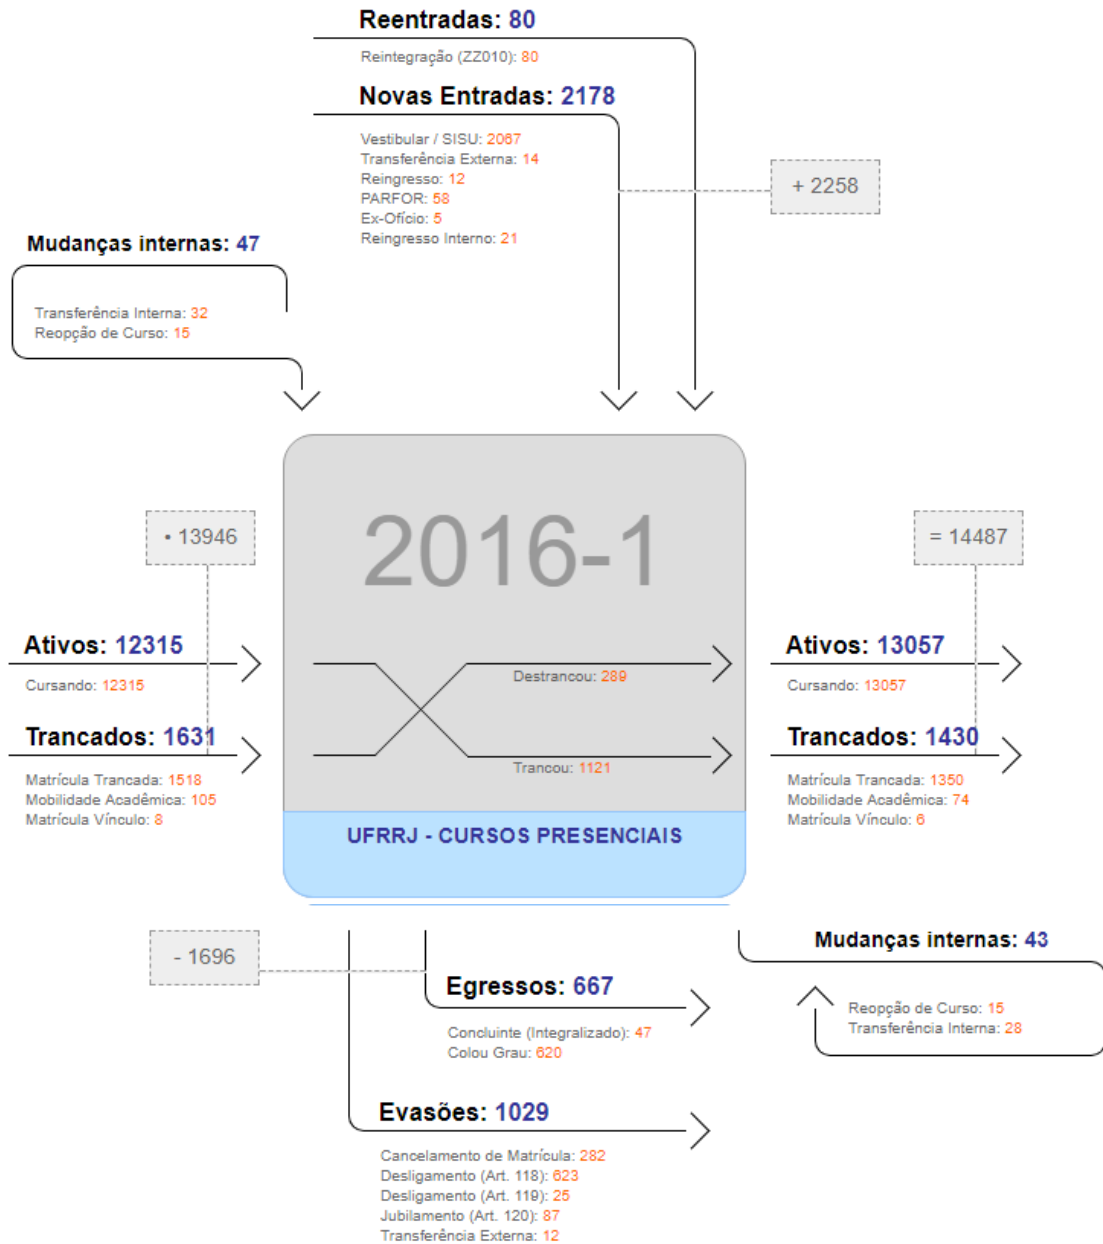 Reentradas: 80
Reintegração (ZZ010): 80
Novas Entradas: 2178
Vestibular / SISU: 2067
Transferência Externa: 14
Reingresso: 12
PARFOR: 58
Ex-Ofício: 5
Reingresso Interno: 21
+ 2258
Mudanças internas: 47
Transferência Interna: 32
Reopção de Curso: 15
2016-1
• 13946
= 14487
Ativos: 12315
Cursando: 12315
Trancados: 1631
Matrícula Trancada: 1518
Mobilidade Acadêmica: 105
Matrícula Vínculo: 8
Destrancou: 289
Trancou: 1121
Ativos: 13057
Cursando: 13057
Trancados: 1430
Matrícula Trancada: 1350
Mobilidade Acadêmica: 74
Matrícula Vínculo: 6
UFRRJ - CURSOS PRESENCIAIS
- 1696
Mudanças internas: 43
Reopção de Curso: 15
Transferência Interna: 28
Egressos: 667
Concluinte (Integralizado): 47
Colou Grau: 620
Evasões: 1029
Cancelamento de Matrícula: 282
Desligamento (Art. 118): 623
Desligamento (Art. 119): 25
Jubilamento (Art. 120): 87
Transferência Externa: 12